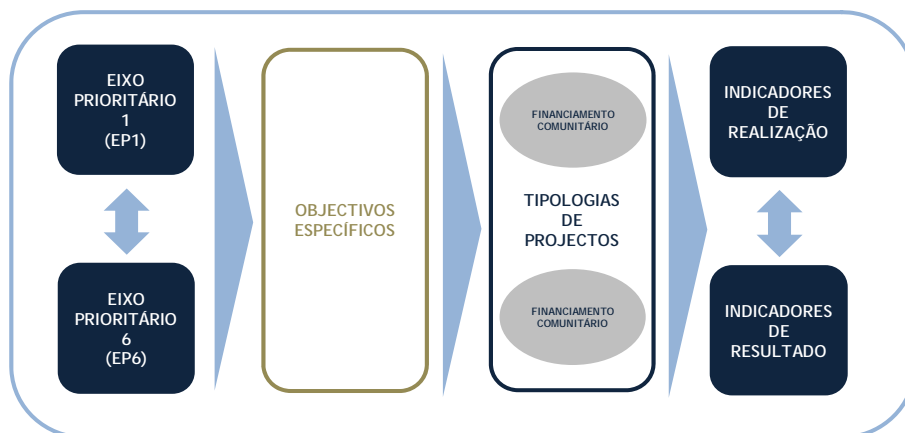 EIXO
PRIORITÁRIO
1
(EP1)
EIXO
PRIORITÁRIO
6
(EP6)
OBJECTIVOS
ESPECÍFICOS
FINANCIAMENTO
COMUNITÁRIO
TIPOLOGIAS
DE
PROJECTOS
FINANCIAMENTO
COMUNITÁRIO
INDICADORES
DE
REALIZAÇÃO
INDICADORES
DE
RESULTADO